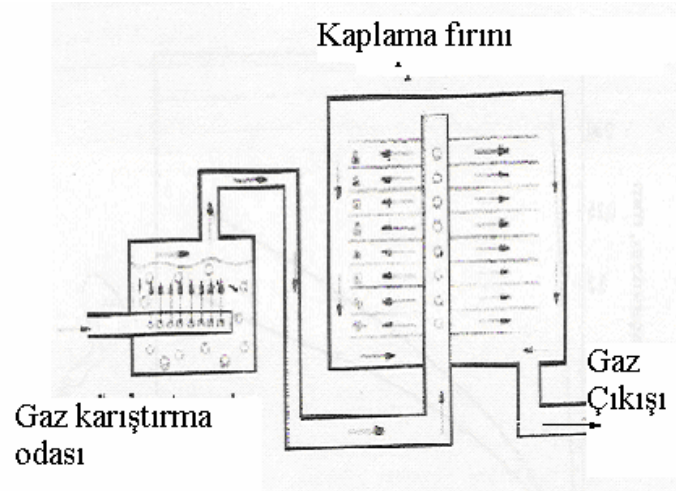 Kaplama fırını
Gaz karıştırma
odası
Gaz
Çıkışı